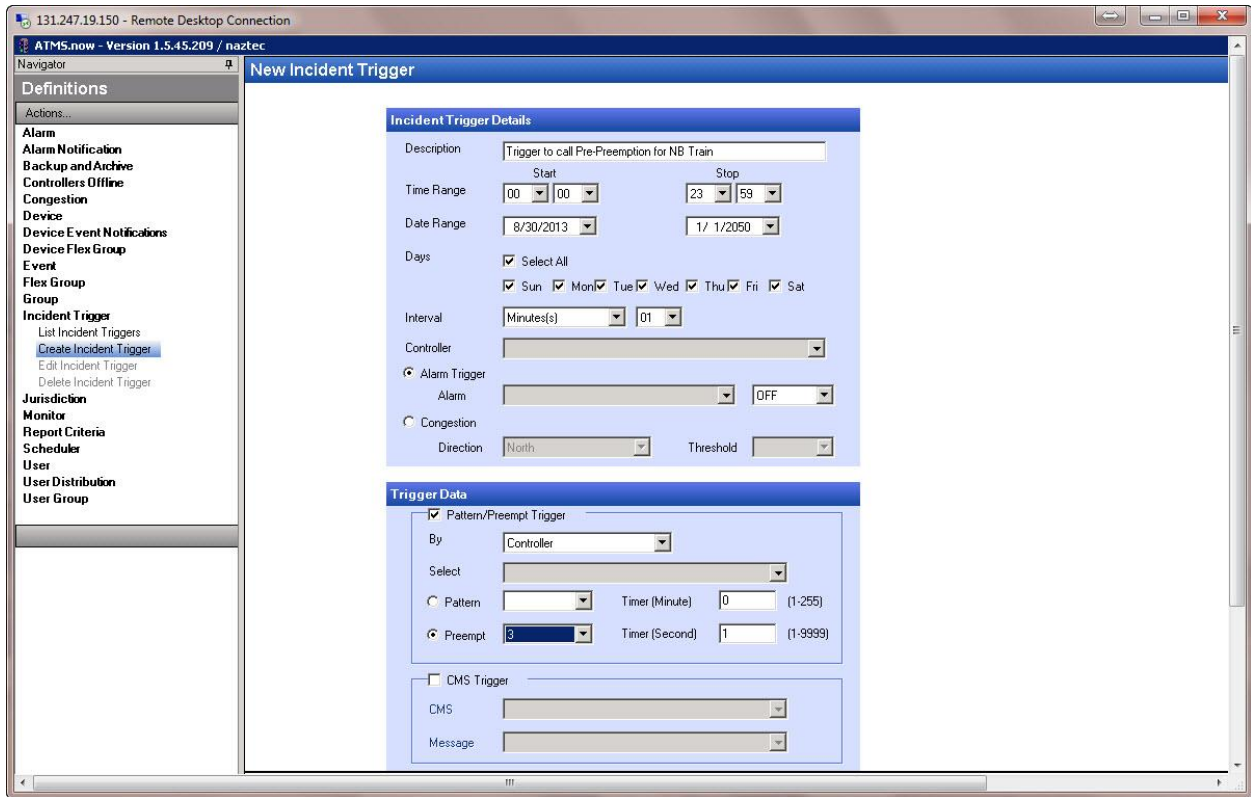 131.247.19.150 - Remote Desktop Connection
ATMS.now - Version 1.5.45.209 / naztec
Navigator
Definitions
Actions...
Alarm
Alarm Notification
Backup and Archive
Controllers Offline
Congestion
Device
Device Event Notifications
Device Flex Group
Event
Flex Group
Group
Incident Trigger
List Incident Triggers
Create Incident Trigger
Edit Incident Trigger
Delete Incident Trigger
Jurisdiction
Monitor
Report Criteria
Scheduler
User
User Distribution
User Group
New Incident Trigger
Incident Trigger Details
Description Trigger to call Pre-Preemption for NB Train
Start Stop
Time Range 00 00 23 59
Date Range 8/30/2013 1/ 1/2050
Days Select All
Sun Mon Tue Wed Thu Fri Sat
Interval Minutes(s) 01
Controller
Alarm Trigger
Alarm OFF
Congestion
Direction North Threshold
Trigger Data
Pattern/Preempt Trigger
By Controller
Select
Pattern Timer (Minute) 0 (1-255)
Preempt 3 Timer (Second) 1 (1-9999)
CMS Trigger
CMS
Message